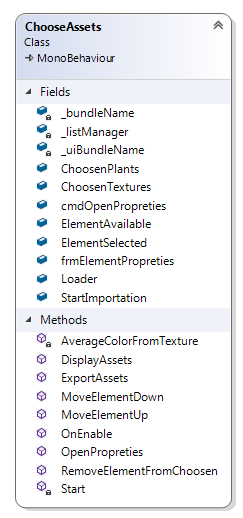 ChooseAssets
Class
MonoBehaviour
Fields
_bundleName
_listManager
_uiBundleName
ChoosenPlants
ChoosenTextures
cmdOpenPropreties
ElementAvailable
ElementSelected
frmElementPropreties
Loader
StartImportation
Methods
AverageColorFromTexture
DisplayAssets
ExportAssets
MoveElementDown
MoveElementUp
OnEnable
OpenPropreties
RemoveElementFromChoosen
Start